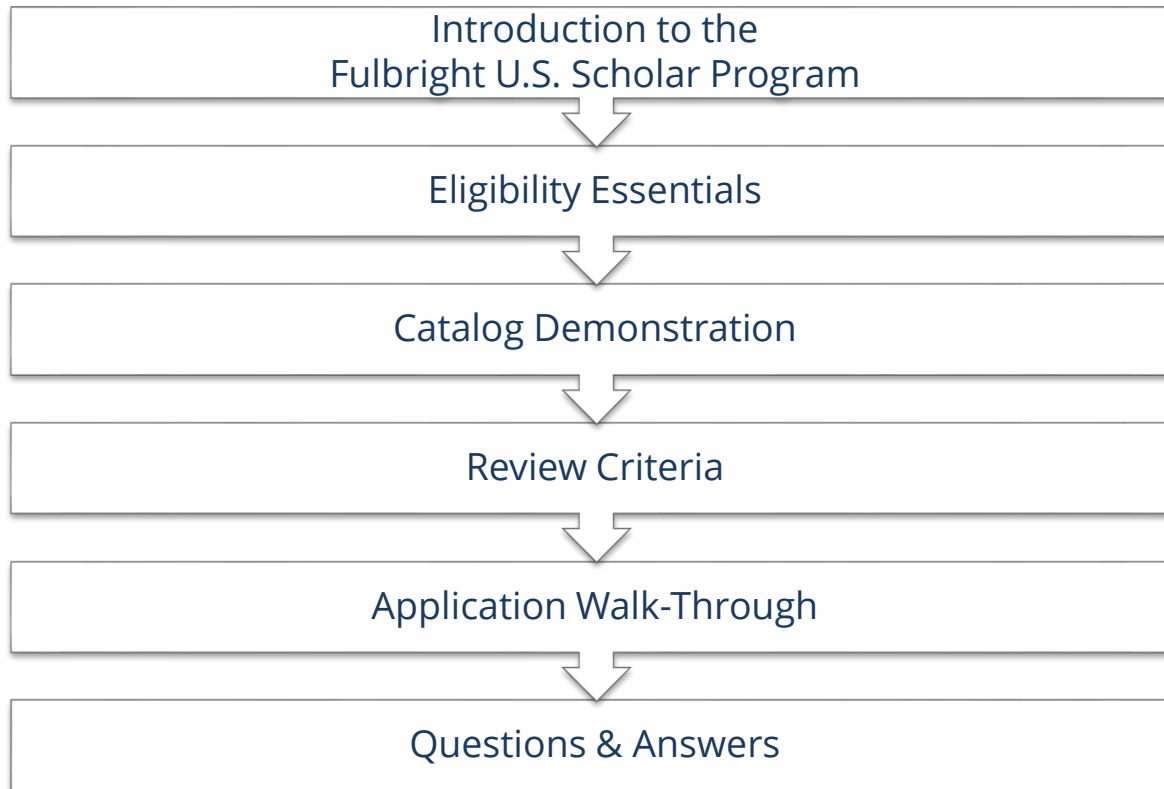 Introduction to the
Fulbright U.S. Scholar Program
Eligibility Essentials
Catalog Demonstration
Review Criteria
Application Walk-Through
Questions & Answers